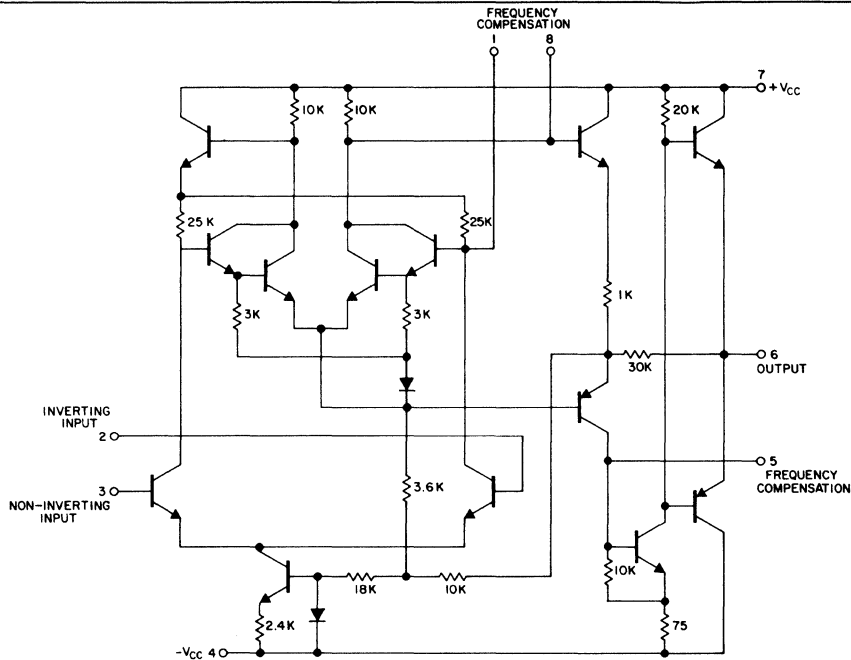 FREQUENCY
COMPENSATION
1 8
7
+VCC
10K 10K 20K
25K 25K
3K 3K
1K
6
30K
OUTPUT
INVERTING
INPUT
2
5
FREQUENCY
COMPENSATION
3
3.6K
NON-INVERTING
INPUT
18K 10K 10K
2.4K 75
-VCC 4